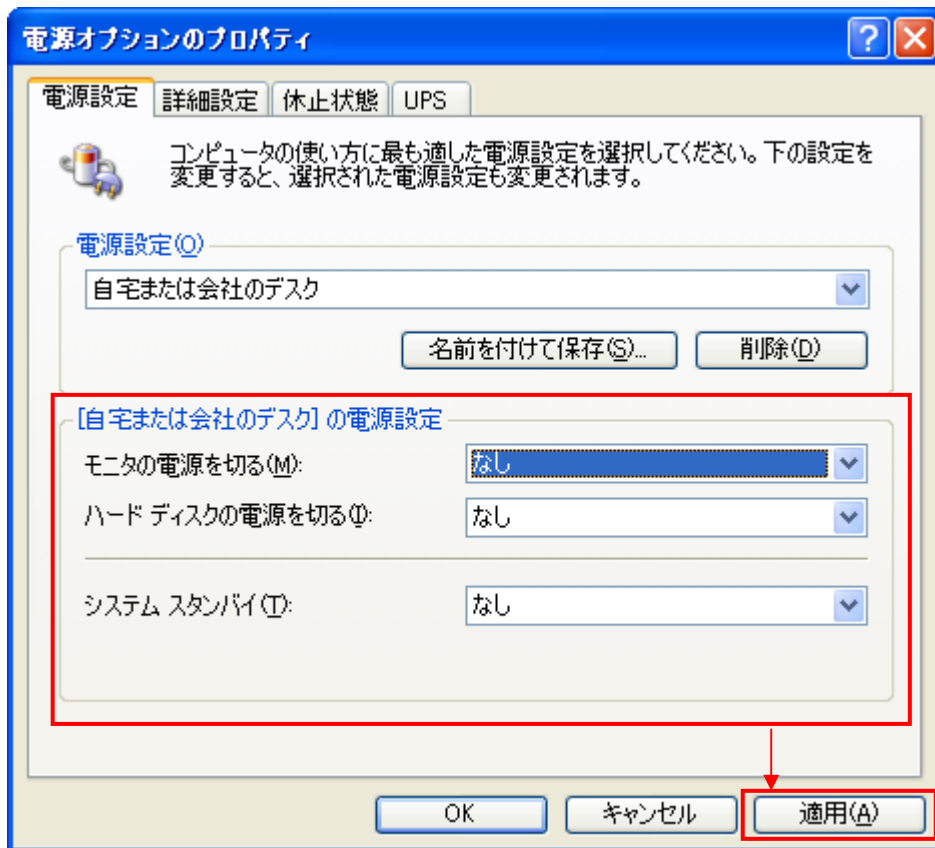 電源オプションのプロパティ
電源設定 詳細設定 休止状態 UPS
コンピュータの使い方に最も適した電源設定を選択してください。下の設定を
変更すると、選択された電源設定も変更されます。
電源設定(O)
自宅または会社のデスク
名前を付けて保存(S)... 削除(D)
[自宅または会社のデスク] の電源設定
モニタの電源を切る(M): なし
ハード ディスクの電源を切る(I): なし
システム スタンバイ(T): なし
OK キャンセル 適用(A)